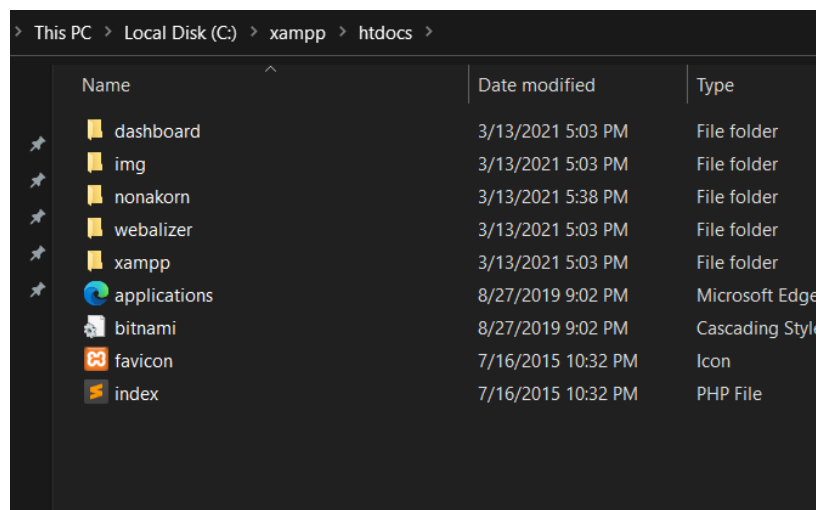 > This PC > Local Disk (C:) > xampp > htdocs >
Name Date modified Type
dashboard 3/13/2021 5:03 PM File folder
img 3/13/2021 5:03 PM File folder
nonakorn 3/13/2021 5:38 PM File folder
webalizer 3/13/2021 5:03 PM File folder
xampp 3/13/2021 5:03 PM File folder
applications 8/27/2019 9:02 PM Microsoft Edge
bitnami 8/27/2019 9:02 PM Cascading Style
favicon 7/16/2015 10:32 PM Icon
index 7/16/2015 10:32 PM PHP File